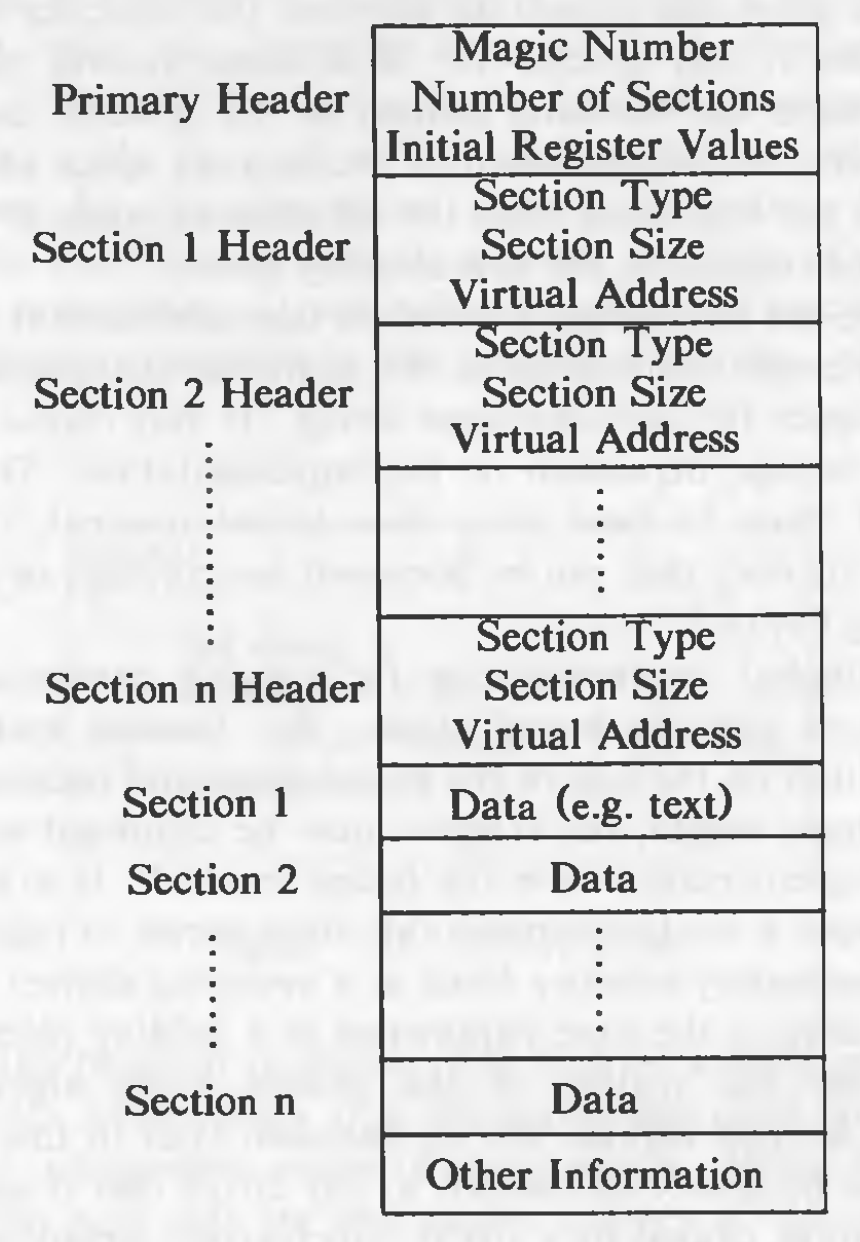 Magic Number
Primary Header Number of Sections
Initial Register Values
Section Type
Section 1 Header Section Size
Virtual Address
Section Type
Section 2 Header Section Size
Virtual Address
Section Type
Section n Header Section Size
Virtual Address
Section 1 Data (e.g. text)
Section 2 Data
Section n Data
Other Information